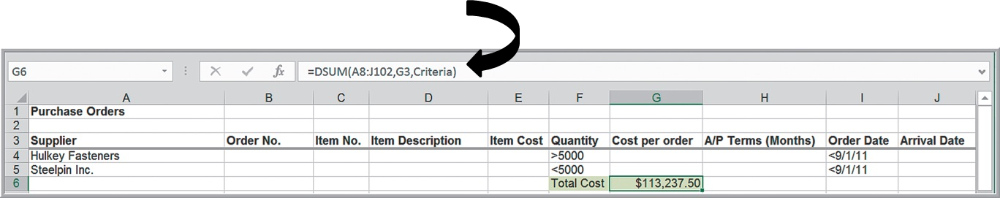 G6 fx =DSUM(A8:J102,G3,Criteria)
A B C D E F G H I J
1 Purchase Orders
2
3 Supplier Order No. Item No. Item Description Item Cost Quantity Cost per order A/P Terms (Months) Order Date Arrival Date
4 Hulkey Fasteners >5000 <9/1/11
5 Steelpin Inc. <5000 <9/1/11
6 Total Cost $113,237.50